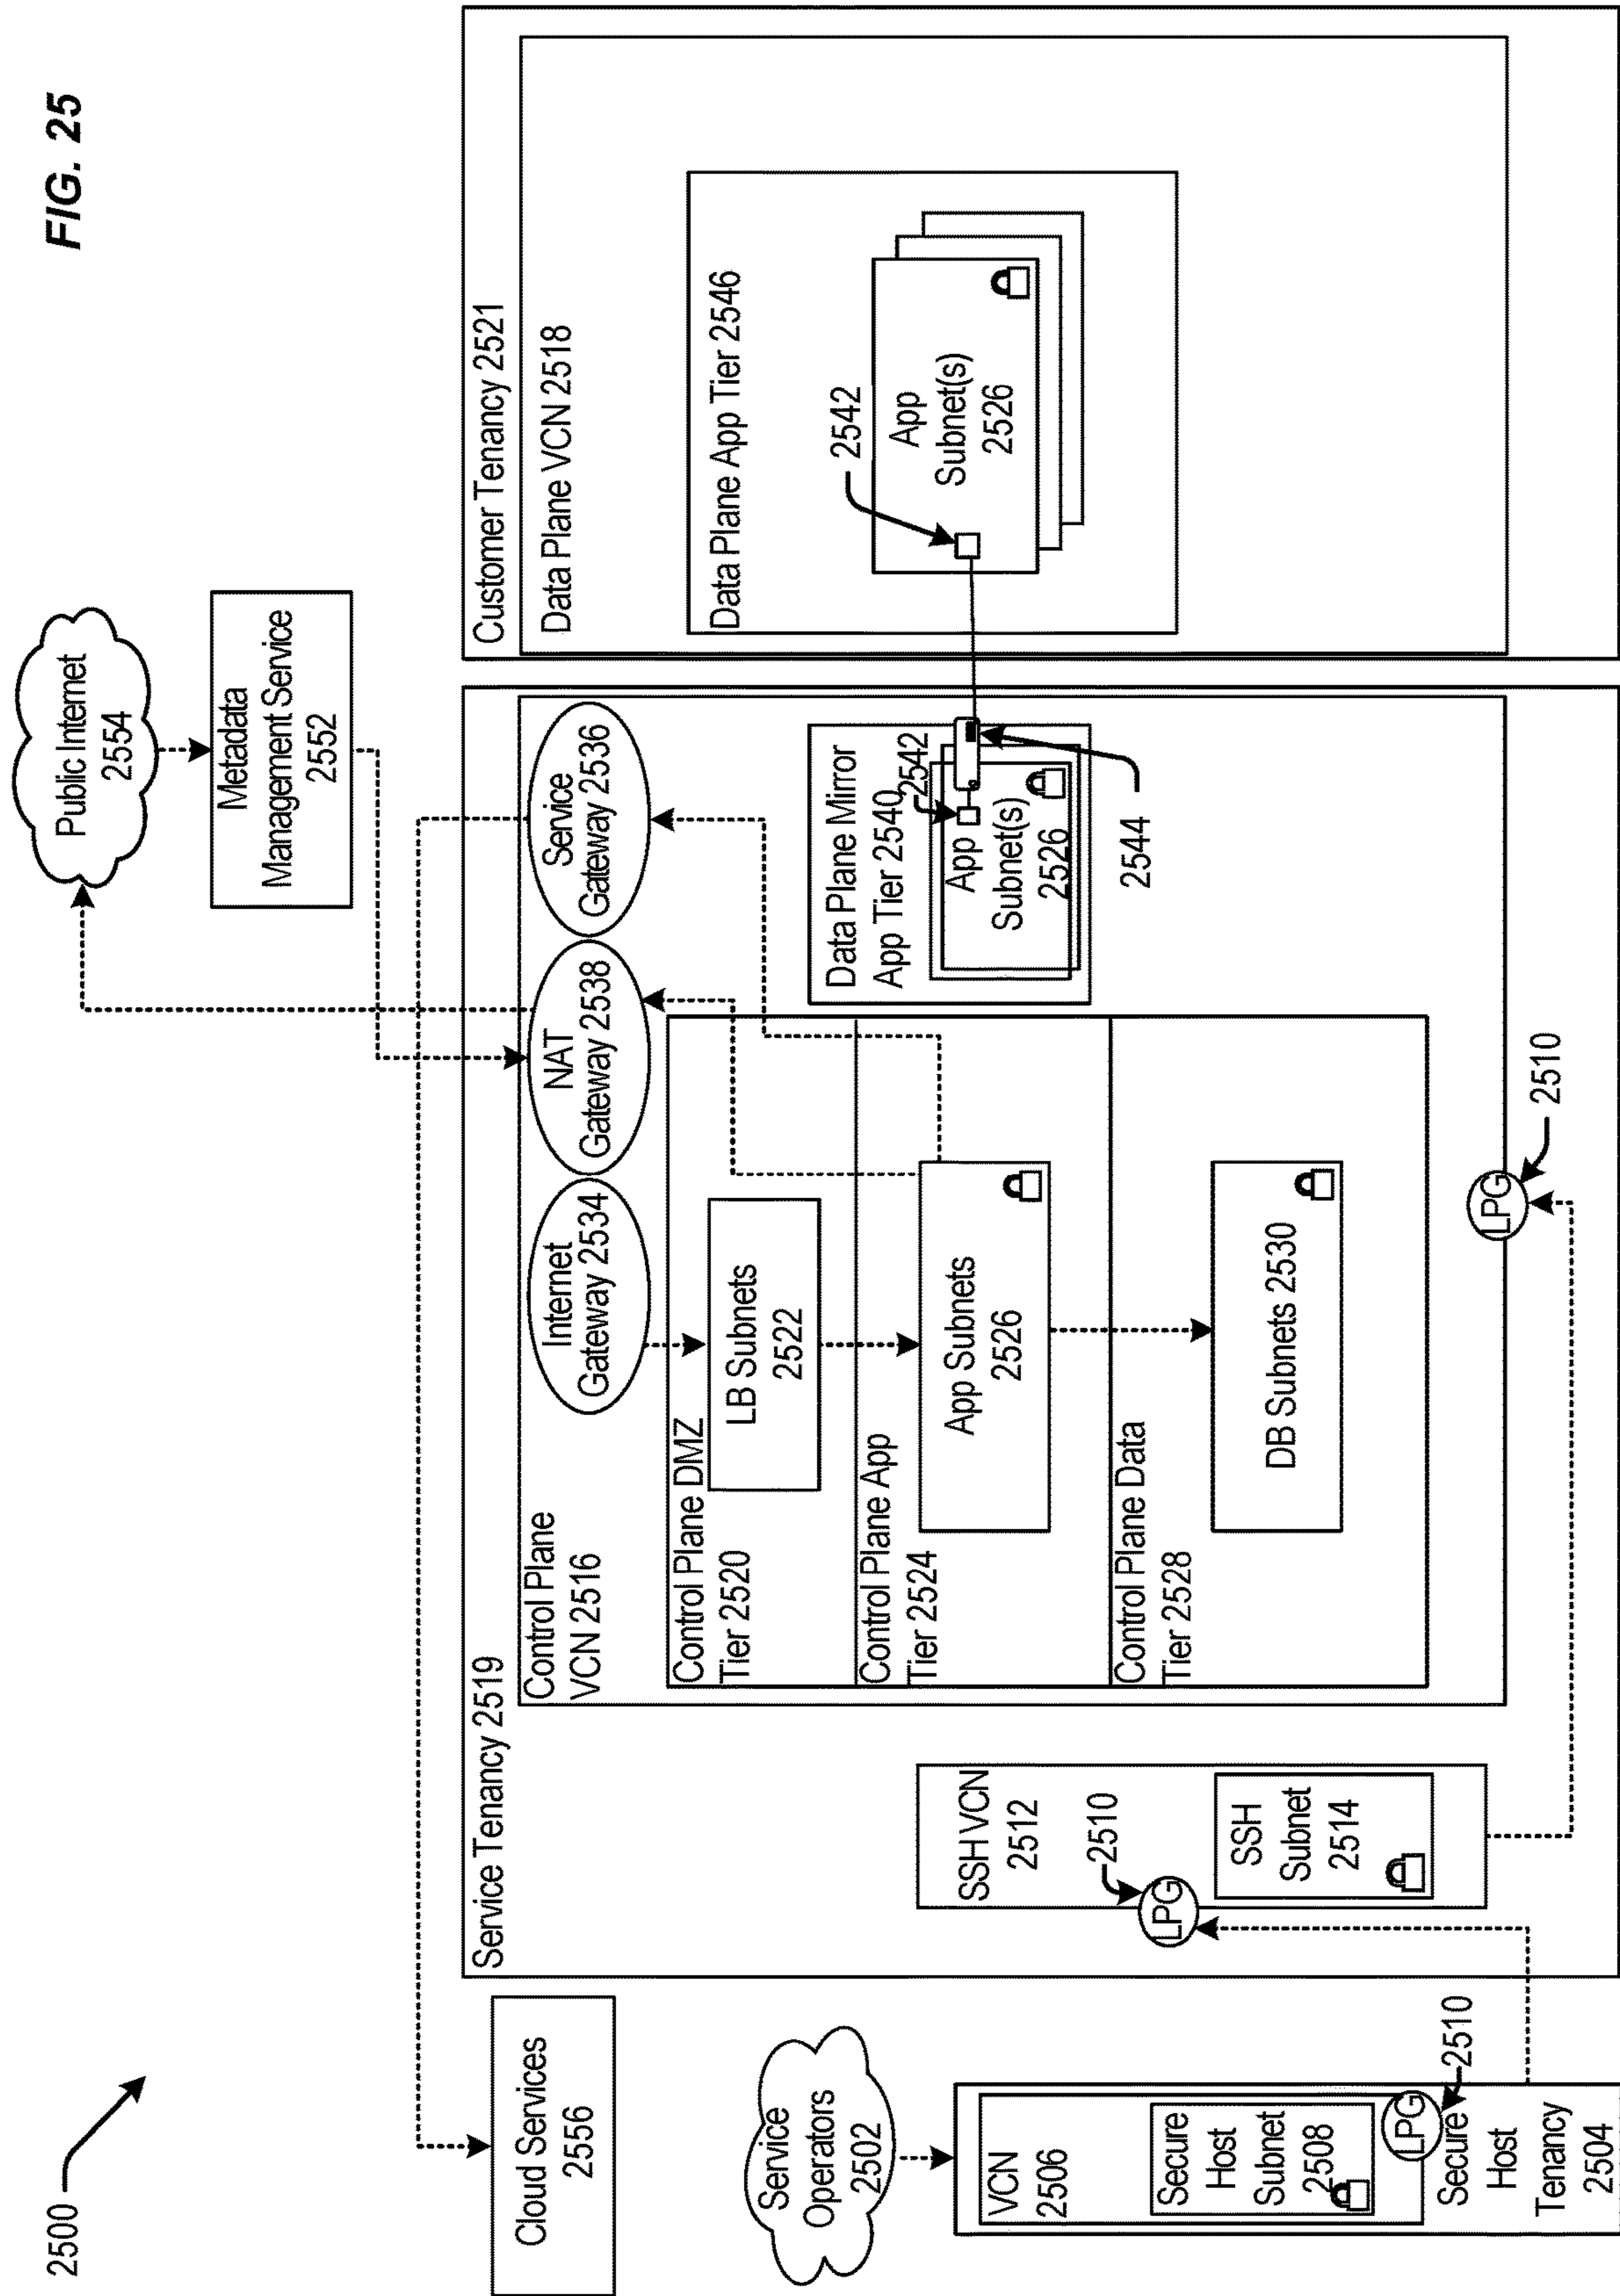 FIG. 25
2500
Public Internet
2554
Metadata
Management Service
2552
Cloud Services
2556
Service
Operators
2502
VCN
2506
Secure
Host
Subnet
2508
LPG
2510
Secure
Host
Tenancy
2504
Service Tenancy 2519
SSH VCN
2512
2510
LPG
SSH
Subnet
2514
Control Plane
VCN 2516
Internet
Gateway 2534
NAT
Gateway 2538
Service
Gateway 2536
Control Plane DMZ
Tier 2520
LB Subnets
2522
Control Plane App
Tier 2524
App Subnets
2526
Control Plane Data
Tier 2528
DB Subnets 2530
LPG
2510
Data Plane Mirror
App Tier 2540
2542
App
Subnet(s)
2526
2544
Customer Tenancy 2521
Data Plane VCN 2518
Data Plane App Tier 2546
2542
App
Subnet(s)
2526